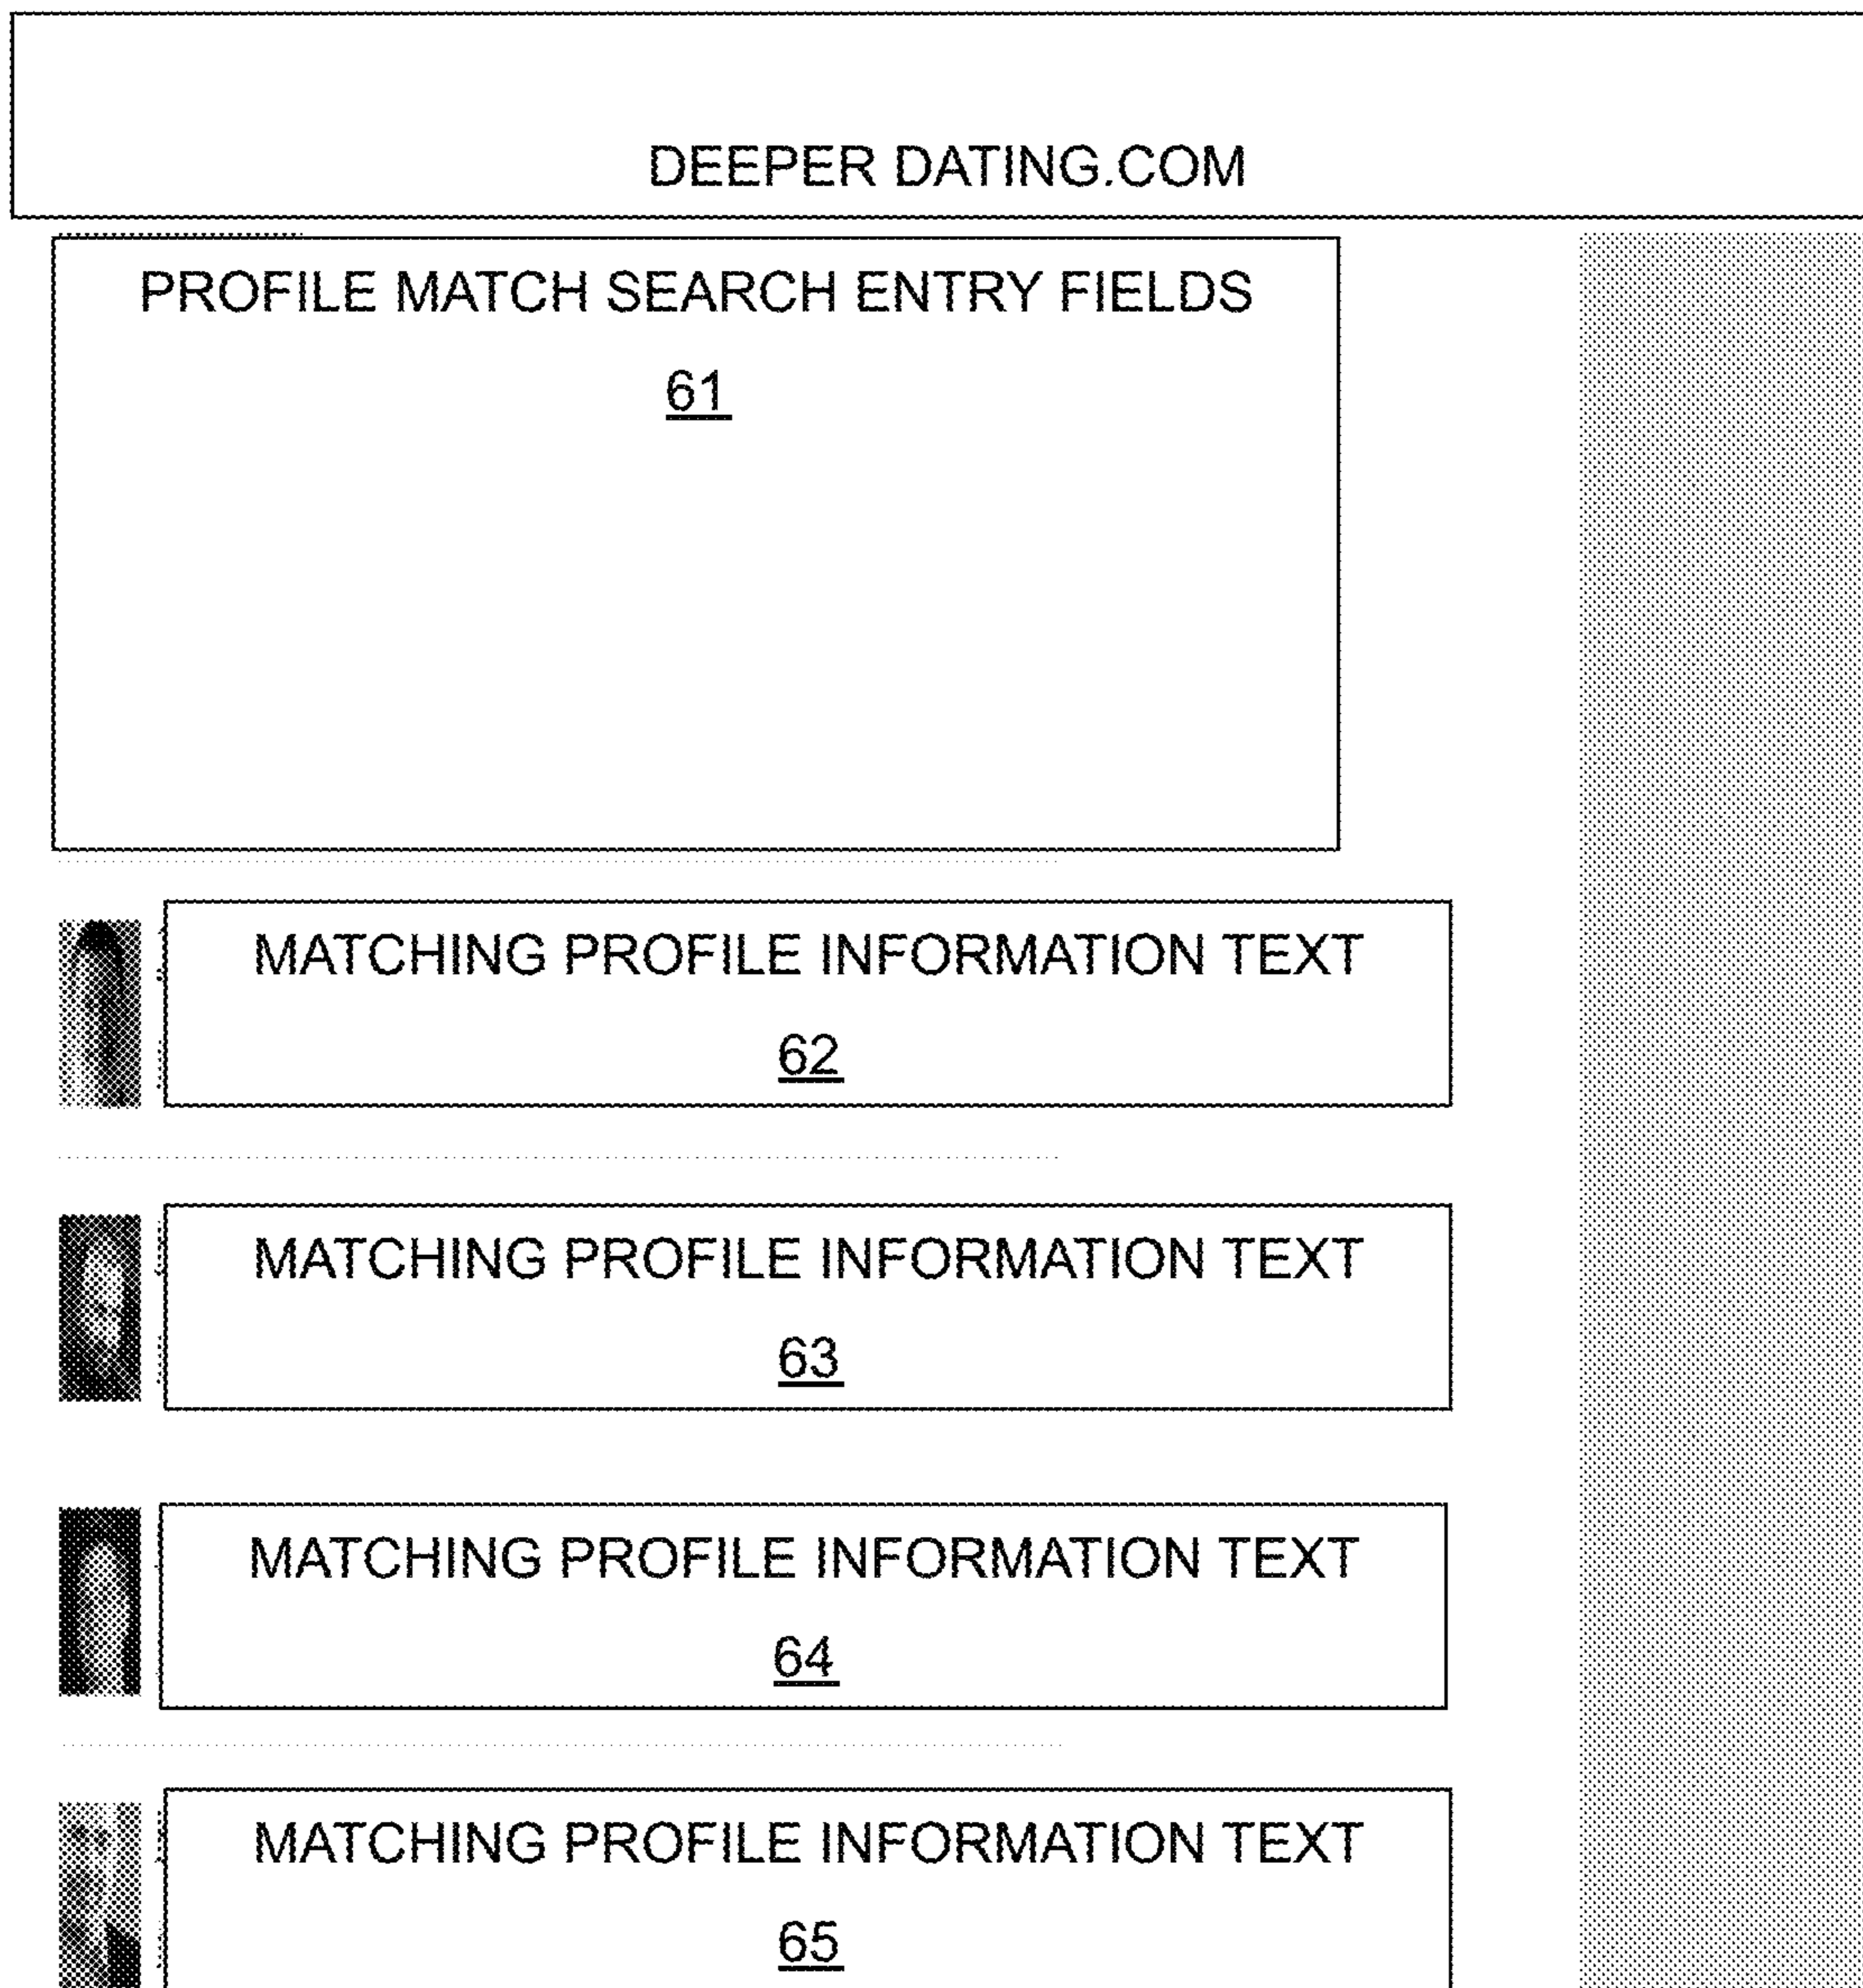 DEEPER DATING.COM
PROFILE MATCH SEARCH ENTRY FIELDS
61
MATCHING PROFILE INFORMATION TEXT
62
MATCHING PROFILE INFORMATION TEXT
63
MATCHING PROFILE INFORMATION TEXT
64
MATCHING PROFILE INFORMATION TEXT
65